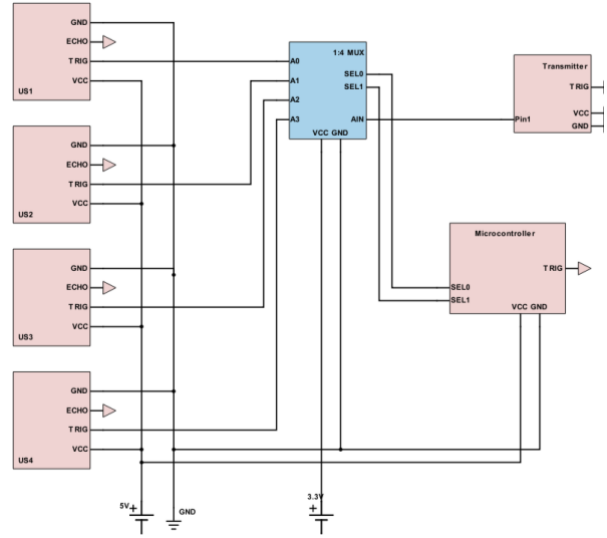 GND
ECHO
TRIG
VCC
US1
GND
ECHO
TRIG
VCC
US2
GND
ECHO
TRIG
VCC
US3
GND
ECHO
TRIG
VCC
US4
5V
+
GND
1:4 MUX
A0
SEL0
A1
SEL1
A2
A3
AIN
VCC GND
3.3V
+
Transmitter
TRIG
VCC
Pin1
GND
Microcontroller
TRIG
SEL0
SEL1
VCC GND